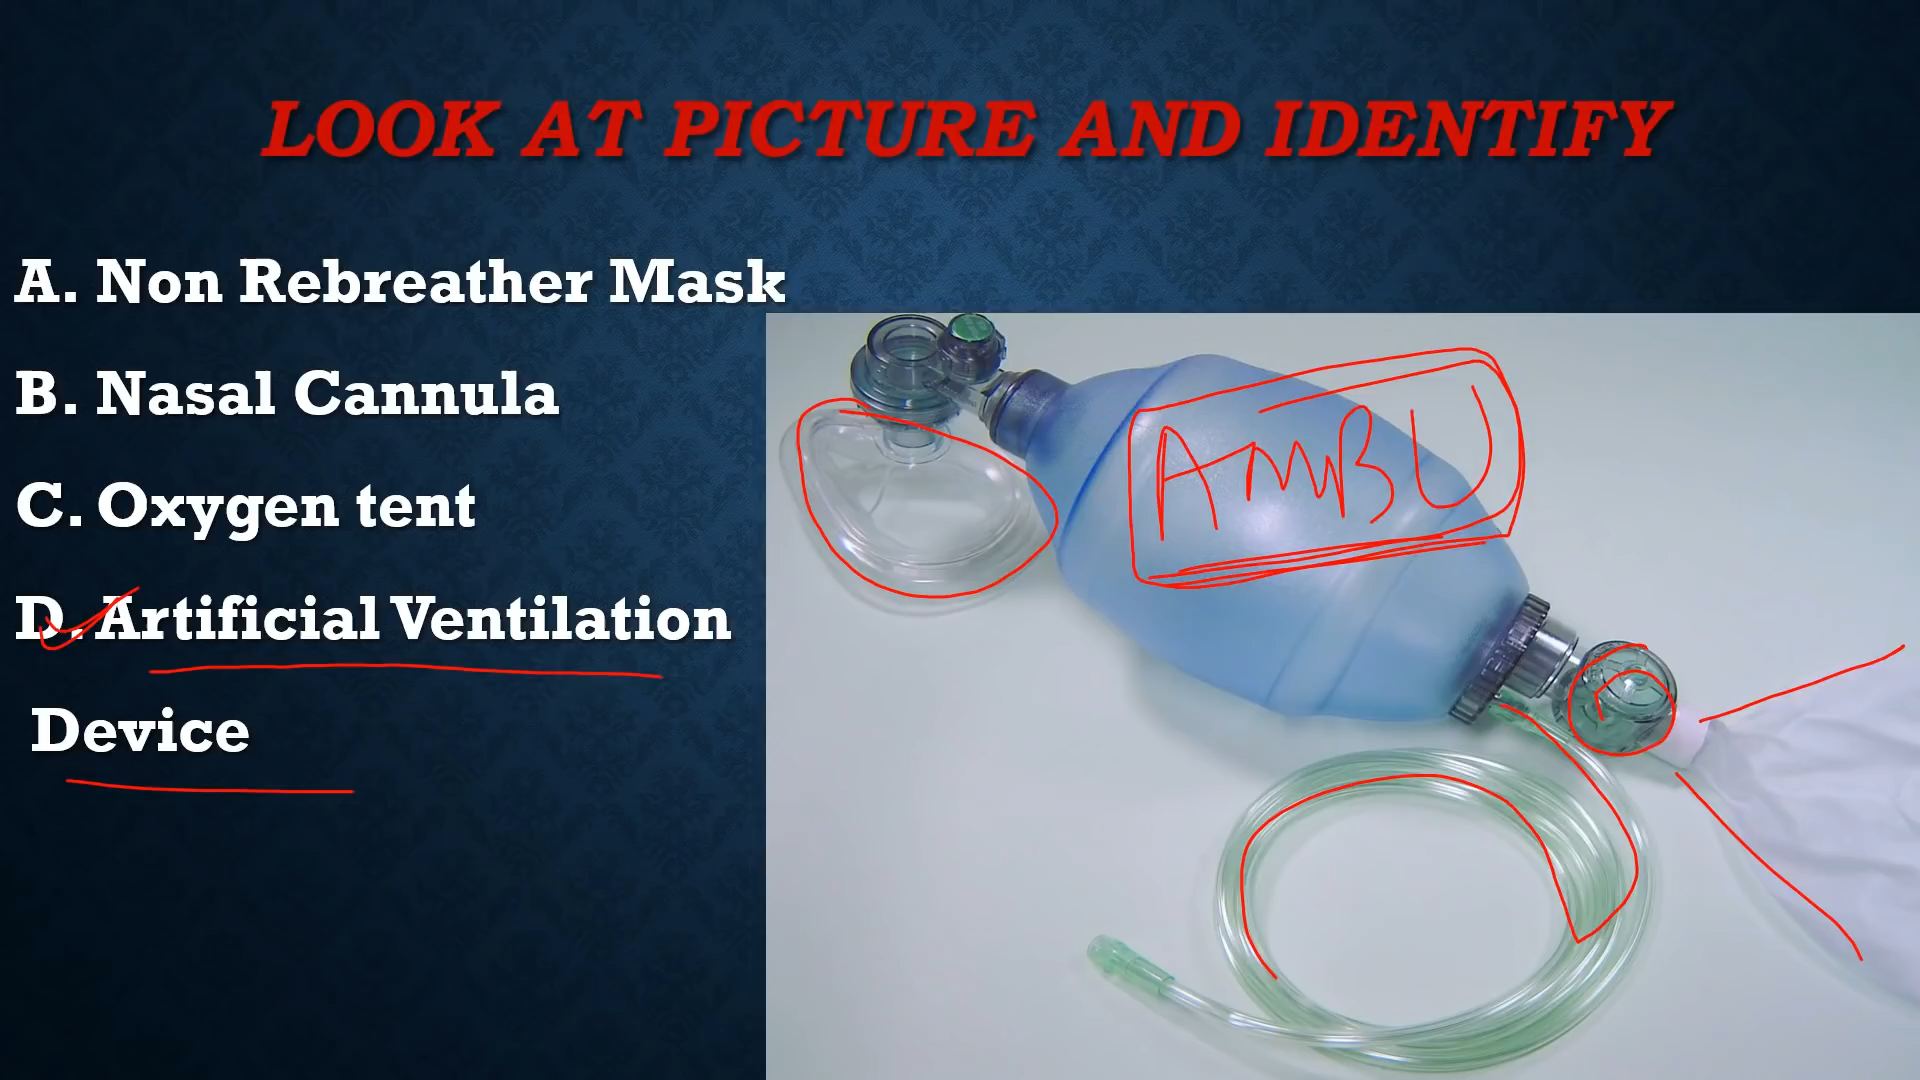 LOOK AT PICTURE AND IDENTIFY
A. Non Rebreather Mask
B. Nasal Cannula
C. Oxygen tent
D. Artificial Ventilation
Device
AMBU